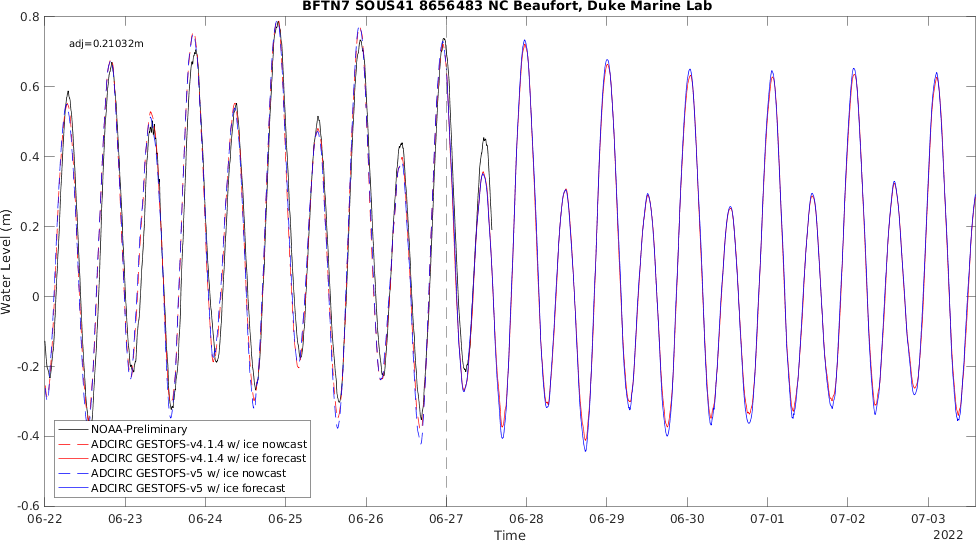 BFTN7 SOUS41 8656483 NC Beaufort, Duke Marine Lab
0.8
adj=0.21032m
0.6
0.4
0.2
0
-0.2
-0.4
-0.6
Water Level (m)
NOAA-Preliminary
ADCIRC GESTOFS-v4.1.4 w/ ice nowcast
ADCIRC GESTOFS-v4.1.4 w/ ice forecast
ADCIRC GESTOFS-v5 w/ ice nowcast
ADCIRC GESTOFS-v5 w/ ice forecast
06-22 06-23 06-24 06-25 06-26 06-27 06-28 06-29 06-30 07-01 07-02 07-03
Time
2022